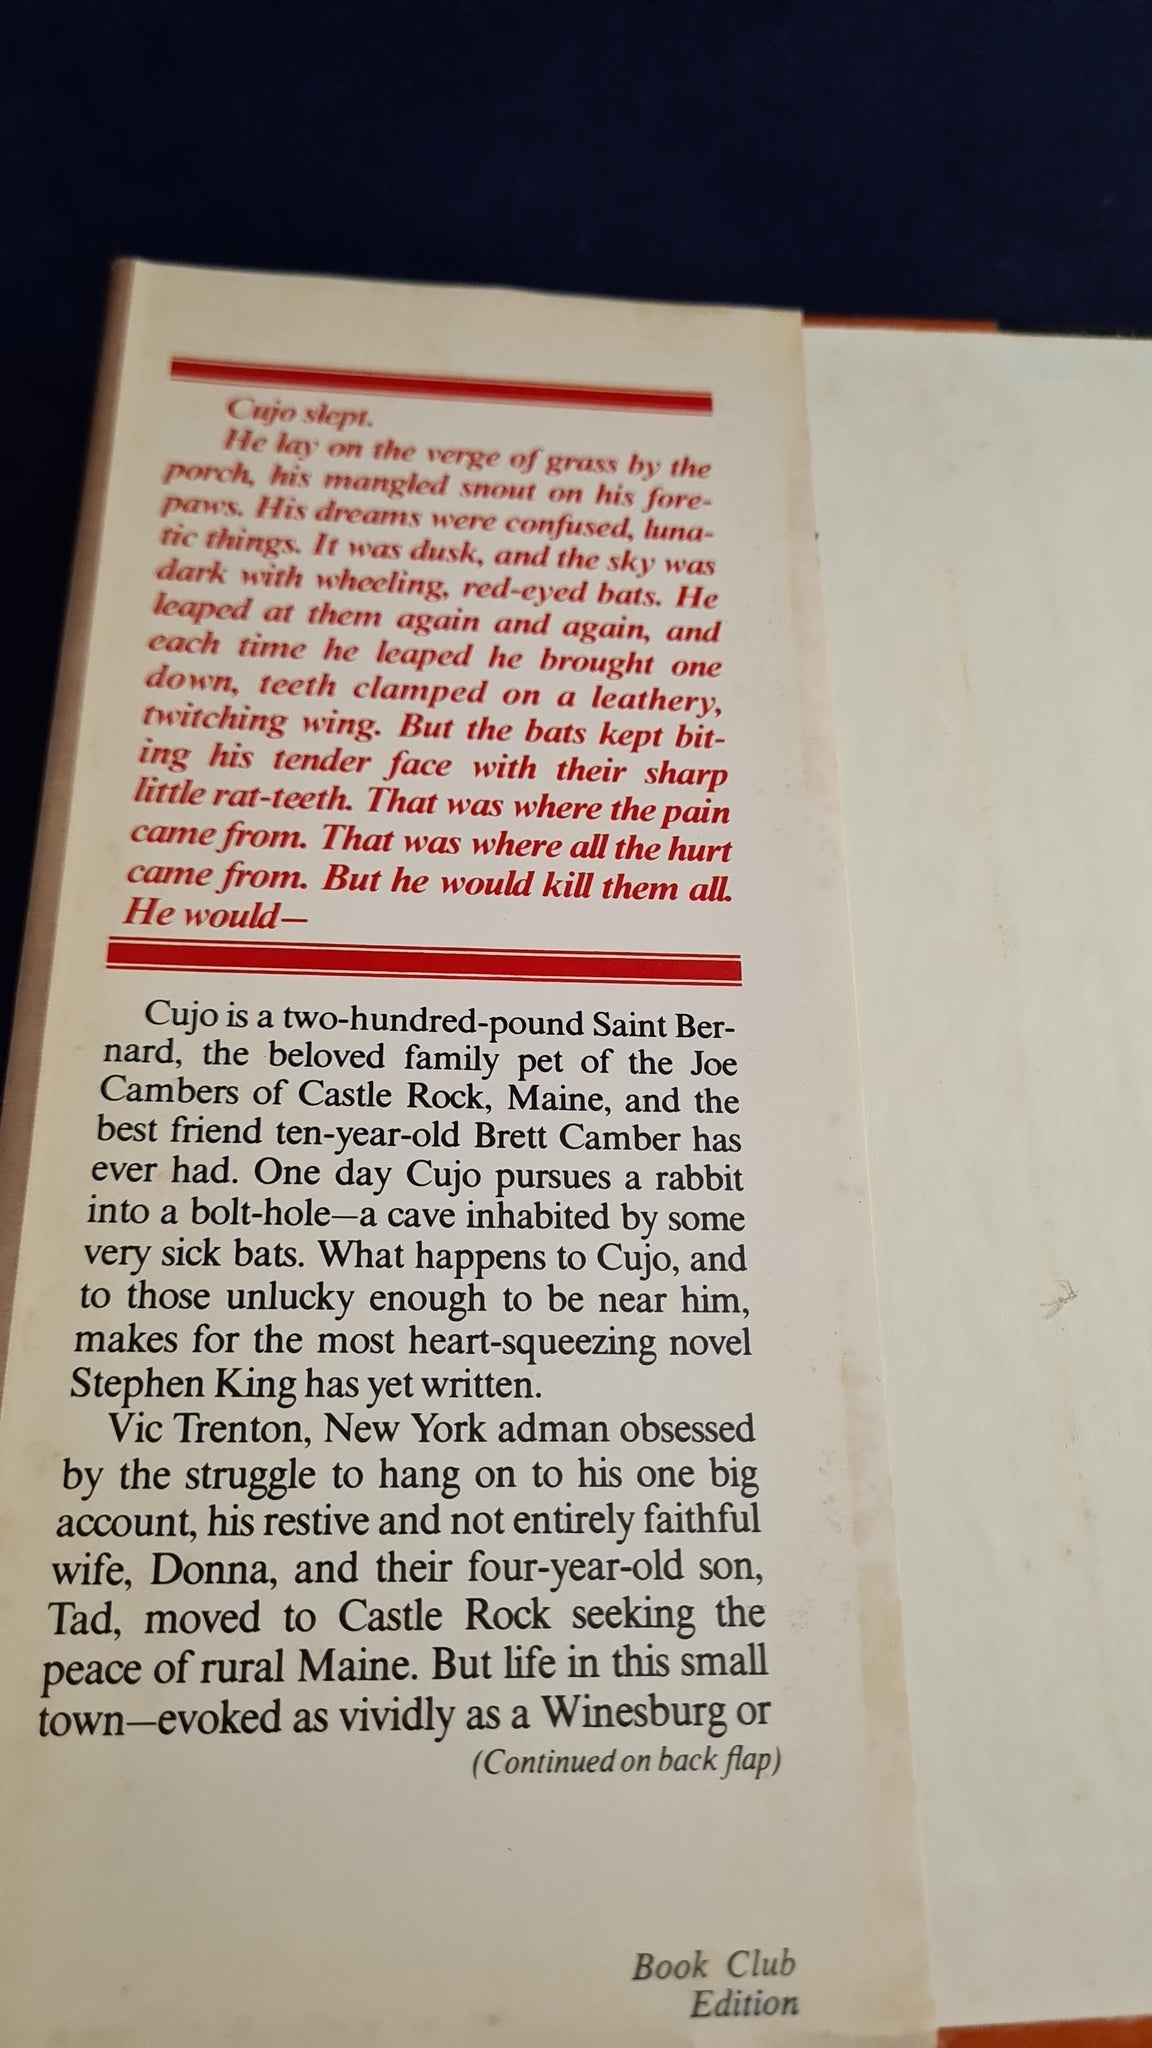 Cujo slept.
He lay on the verge of grass by the
porch, his mangled snout on his fore-
paws. His dreams were confused, luna-
tic things. It was dusk, and the sky was
dark with wheeling, red-eyed bats. He
leaped at them again and again, and
each time he leaped he brought one
down, teeth clamped on a leathery,
twitching wing. But the bats kept bit-
ing his tender face with their sharp
little rat-teeth. That was where the pain
came from. That was where all the hurt
came from. But he would kill them all.
He would—
Cujo is a two-hundred-pound Saint Ber-
nard, the beloved family pet of the Joe
Cambers of Castle Rock, Maine, and the
best friend ten-year-old Brett Camber has
ever had. One day Cujo pursues a rabbit
into a bolt-hole—a cave inhabited by some
very sick bats. What happens to Cujo, and
to those unlucky enough to be near him,
makes for the most heart-squeezing novel
Stephen King has yet written.
Vic Trenton, New York adman obsessed
by the struggle to hang on to his one big
account, his restive and not entirely faithful
wife, Donna, and their four-year-old son,
Tad, moved to Castle Rock seeking the
peace of rural Maine. But life in this small
town—evoked as vividly as a Winesburg or
(Continued on back flap)
Book Club
Edition